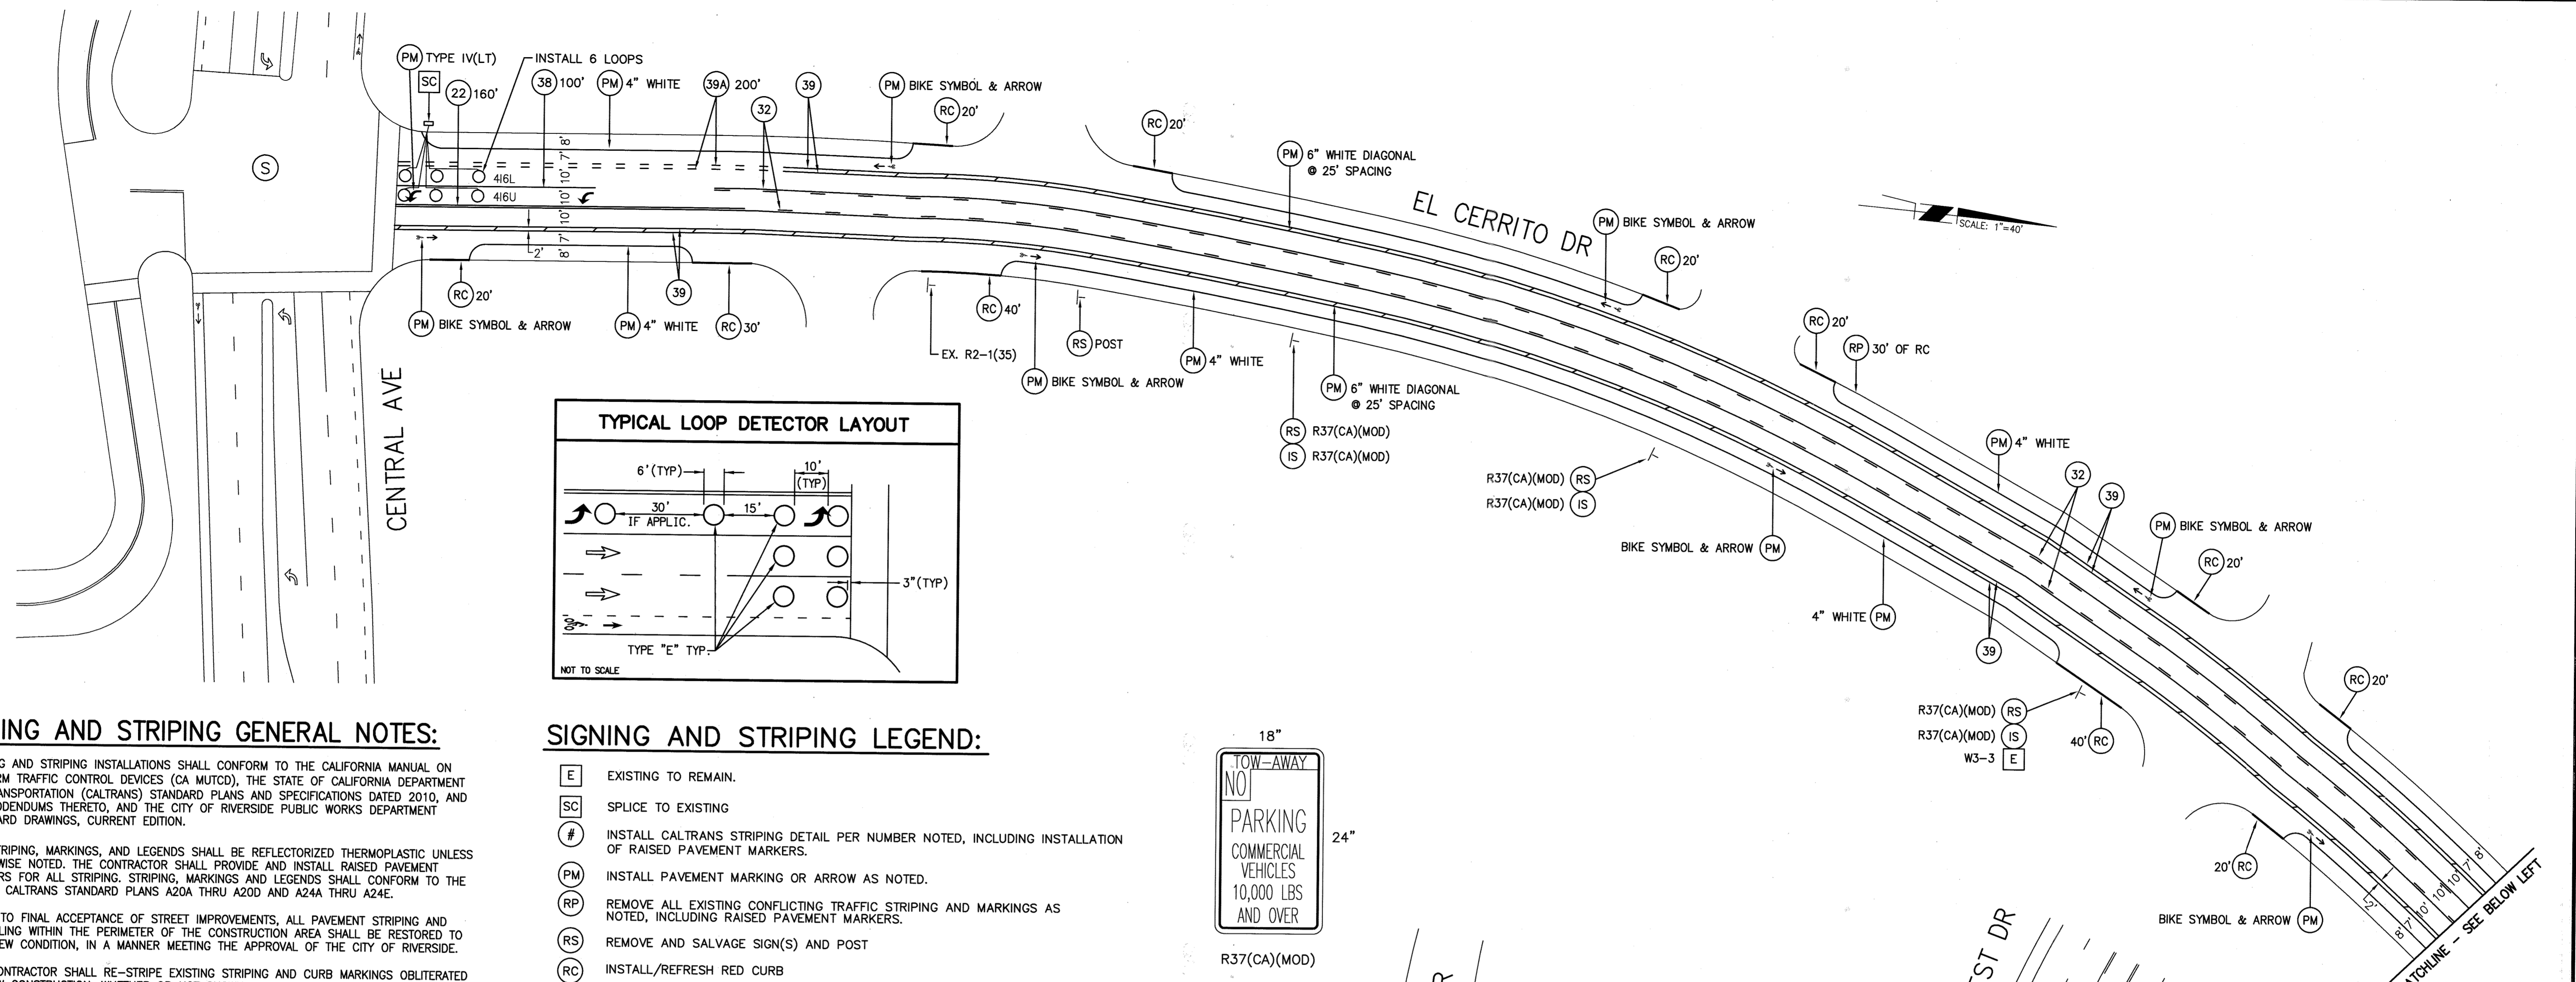 PM TYPE IV(LT)
INSTALL 6 LOOPS
SC
22 160'
38 100'
PM 4" WHITE
39A 200'
32
39
PM BIKE SYMBOL & ARROW
RC 20'
RC 20'
PM 6" WHITE DIAGONAL
@ 25' SPACING
EL CERRITO DR
PM BIKE SYMBOL & ARROW
RC 20'
SCALE: 1"=40'
S
8'
7'
10'
10'
10'
7'
8'
2'
416L
416U
RC 20'
PM BIKE SYMBOL & ARROW
39
PM 4" WHITE
RC 30'
EX. R2-1(35)
RC 40'
PM BIKE SYMBOL & ARROW
RS POST
PM 4" WHITE
PM 6" WHITE DIAGONAL
@ 25' SPACING
RS R37(CA)(MOD)
IS R37(CA)(MOD)
RC 20'
RP 30' OF RC
PM 4" WHITE
32
39
PM BIKE SYMBOL & ARROW
RC 20'
R37(CA)(MOD) RS
R37(CA)(MOD) IS
BIKE SYMBOL & ARROW PM
4" WHITE PM
39
RC 20'
R37(CA)(MOD) RS
R37(CA)(MOD) IS
W3-3 E
40' RC
20' RC
BIKE SYMBOL & ARROW PM
8'
7'
10'
10'
10'
7'
8'
2'
ATCHLINE - SEE BELOW LEFT
CENTRAL AVE
TYPICAL LOOP DETECTOR LAYOUT
6'(TYP)
10'
(TYP)
30'
IF APPLIC.
15'
3"(TYP)
TYPE "E" TYP.
NOT TO SCALE
ING AND STRIPING GENERAL NOTES:
G AND STRIPING INSTALLATIONS SHALL CONFORM TO THE CALIFORNIA MANUAL ON
RM TRAFFIC CONTROL DEVICES (CA MUTCD), THE STATE OF CALIFORNIA DEPARTMENT
ANSPORTATION (CALTRANS) STANDARD PLANS AND SPECIFICATIONS DATED 2010, AND
DDENDUMS THERETO, AND THE CITY OF RIVERSIDE PUBLIC WORKS DEPARTMENT
ARD DRAWINGS, CURRENT EDITION.
TRIPING, MARKINGS, AND LEGENDS SHALL BE REFLECTORIZED THERMOPLASTIC UNLESS
WISE NOTED. THE CONTRACTOR SHALL PROVIDE AND INSTALL RAISED PAVEMENT
RS FOR ALL STRIPING. STRIPING, MARKINGS AND LEGENDS SHALL CONFORM TO THE
CALTRANS STANDARD PLANS A20A THRU A20D AND A24A THRU A24E.
TO FINAL ACCEPTANCE OF STREET IMPROVEMENTS, ALL PAVEMENT STRIPING AND
LING WITHIN THE PERIMETER OF THE CONSTRUCTION AREA SHALL BE RESTORED TO
EW CONDITION, IN A MANNER MEETING THE APPROVAL OF THE CITY OF RIVERSIDE.
ONTRACTOR SHALL RE-STRIPE EXISTING STRIPING AND CURB MARKINGS OBLITERATED
SIGNING AND STRIPING LEGEND:
E EXISTING TO REMAIN.
SC SPLICE TO EXISTING
# INSTALL CALTRANS STRIPING DETAIL PER NUMBER NOTED, INCLUDING INSTALLATION
OF RAISED PAVEMENT MARKERS.
PM INSTALL PAVEMENT MARKING OR ARROW AS NOTED.
RP REMOVE ALL EXISTING CONFLICTING TRAFFIC STRIPING AND MARKINGS AS
NOTED, INCLUDING RAISED PAVEMENT MARKERS.
RS REMOVE AND SALVAGE SIGN(S) AND POST
RC INSTALL/REFRESH RED CURB
18"
TOW-AWAY
NO
PARKING
COMMERCIAL
VEHICLES
10,000 LBS
AND OVER
24"
R37(CA)(MOD)
R
EST DR